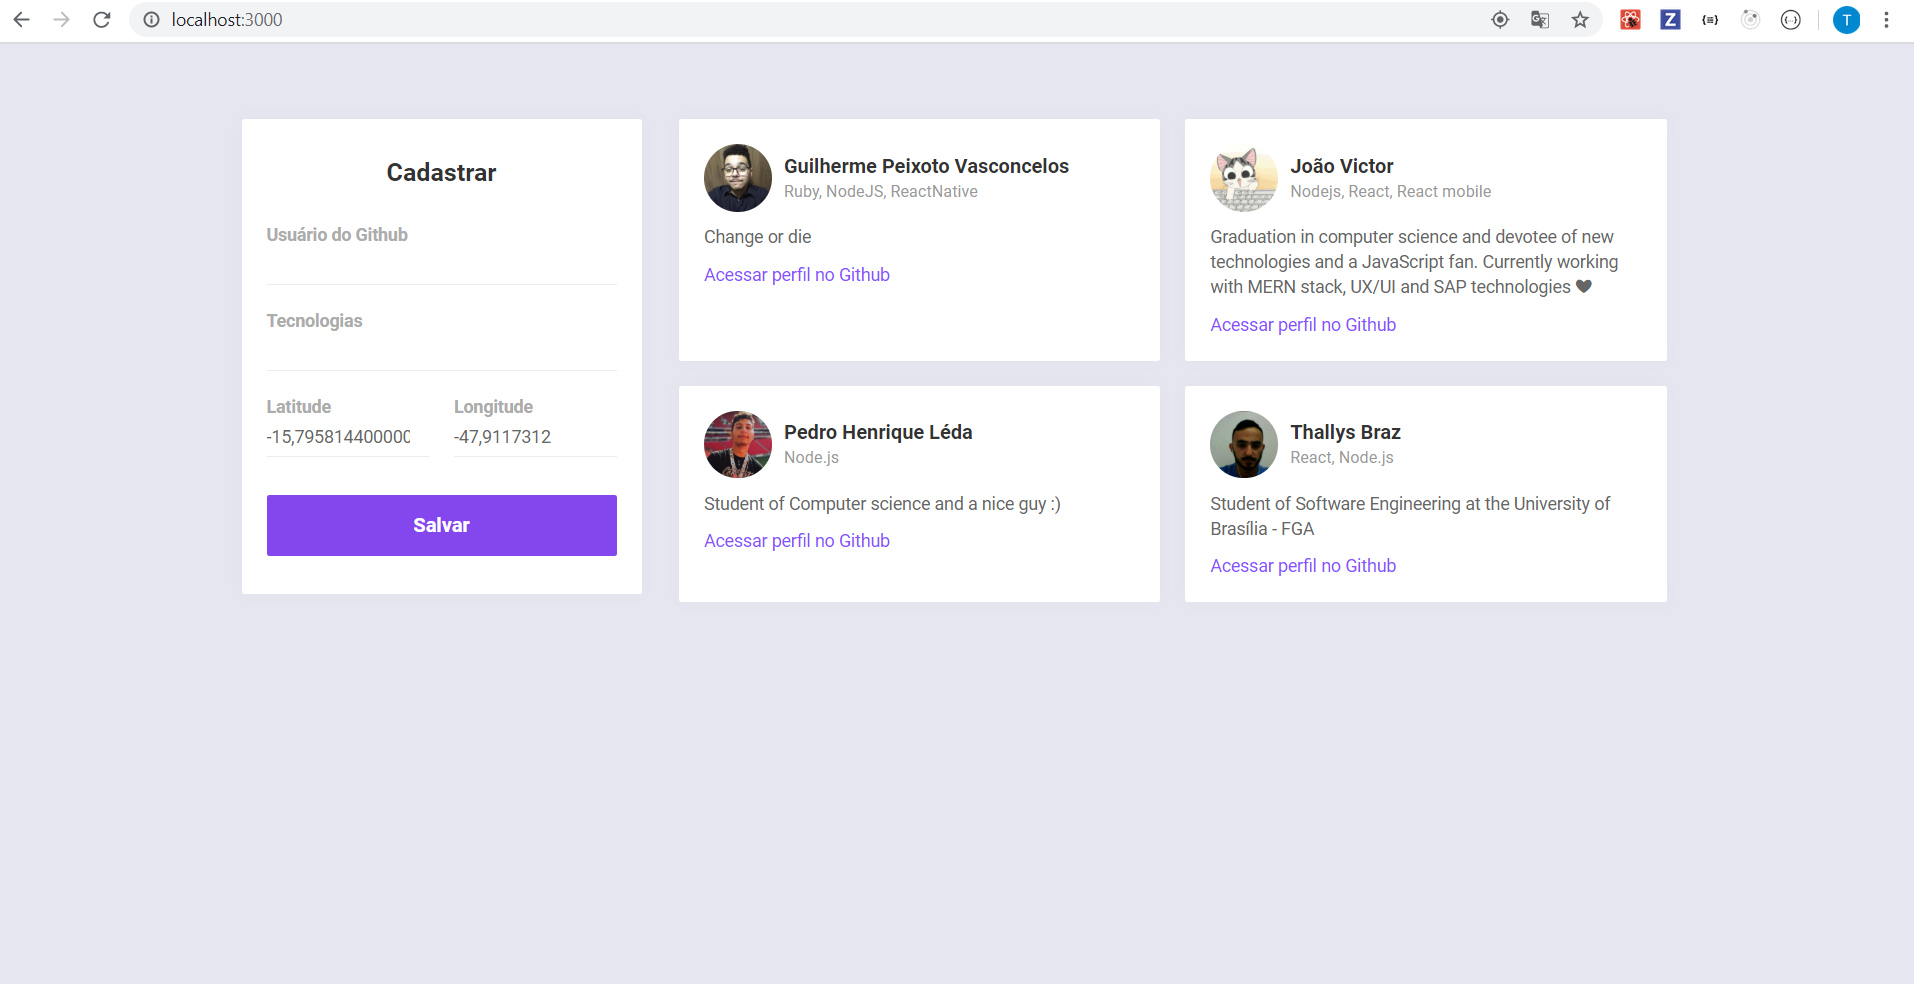 localhost:3000
T
Cadastrar
Usuário do Github
Tecnologias
Latitude
Longitude
-15,795814400000
-47,9117312
Salvar
Guilherme Peixoto Vasconcelos
Ruby, NodeJS, ReactNative
Change or die
Acessar perfil no Github
João Victor
Nodejs, React, React mobile
Graduation in computer science and devotee of new
technologies and a JavaScript fan. Currently working
with MERN stack, UX/UI and SAP technologies ♥
Acessar perfil no Github
Pedro Henrique Léda
Node.js
Student of Computer science and a nice guy :)
Acessar perfil no Github
Thallys Braz
React, Node.js
Student of Software Engineering at the University of
Brasília - FGA
Acessar perfil no Github